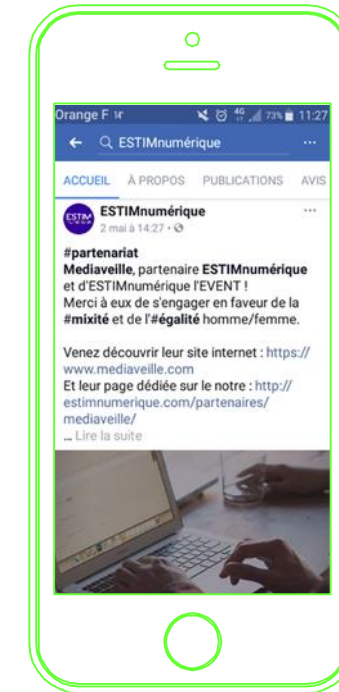 Orange F
4G 73% 11:27
ESTIMnumérique
ACCUEIL À PROPOS PUBLICATIONS AVIS
ESTIM
ESTIMnumérique
2 mai à 14:27
#partenariat
Mediaveille, partenaire ESTIMnumérique
et d'ESTIMnumérique l'EVENT !
Merci à eux de s'engager en faveur de la
#mixité et de l'#égalité homme/femme.
Venez découvrir leur site internet : https://
www.mediaveille.com
Et leur page dédiée sur le notre : http://
estimnumerique.com/partenaires/
mediaveille/
... Lire la suite